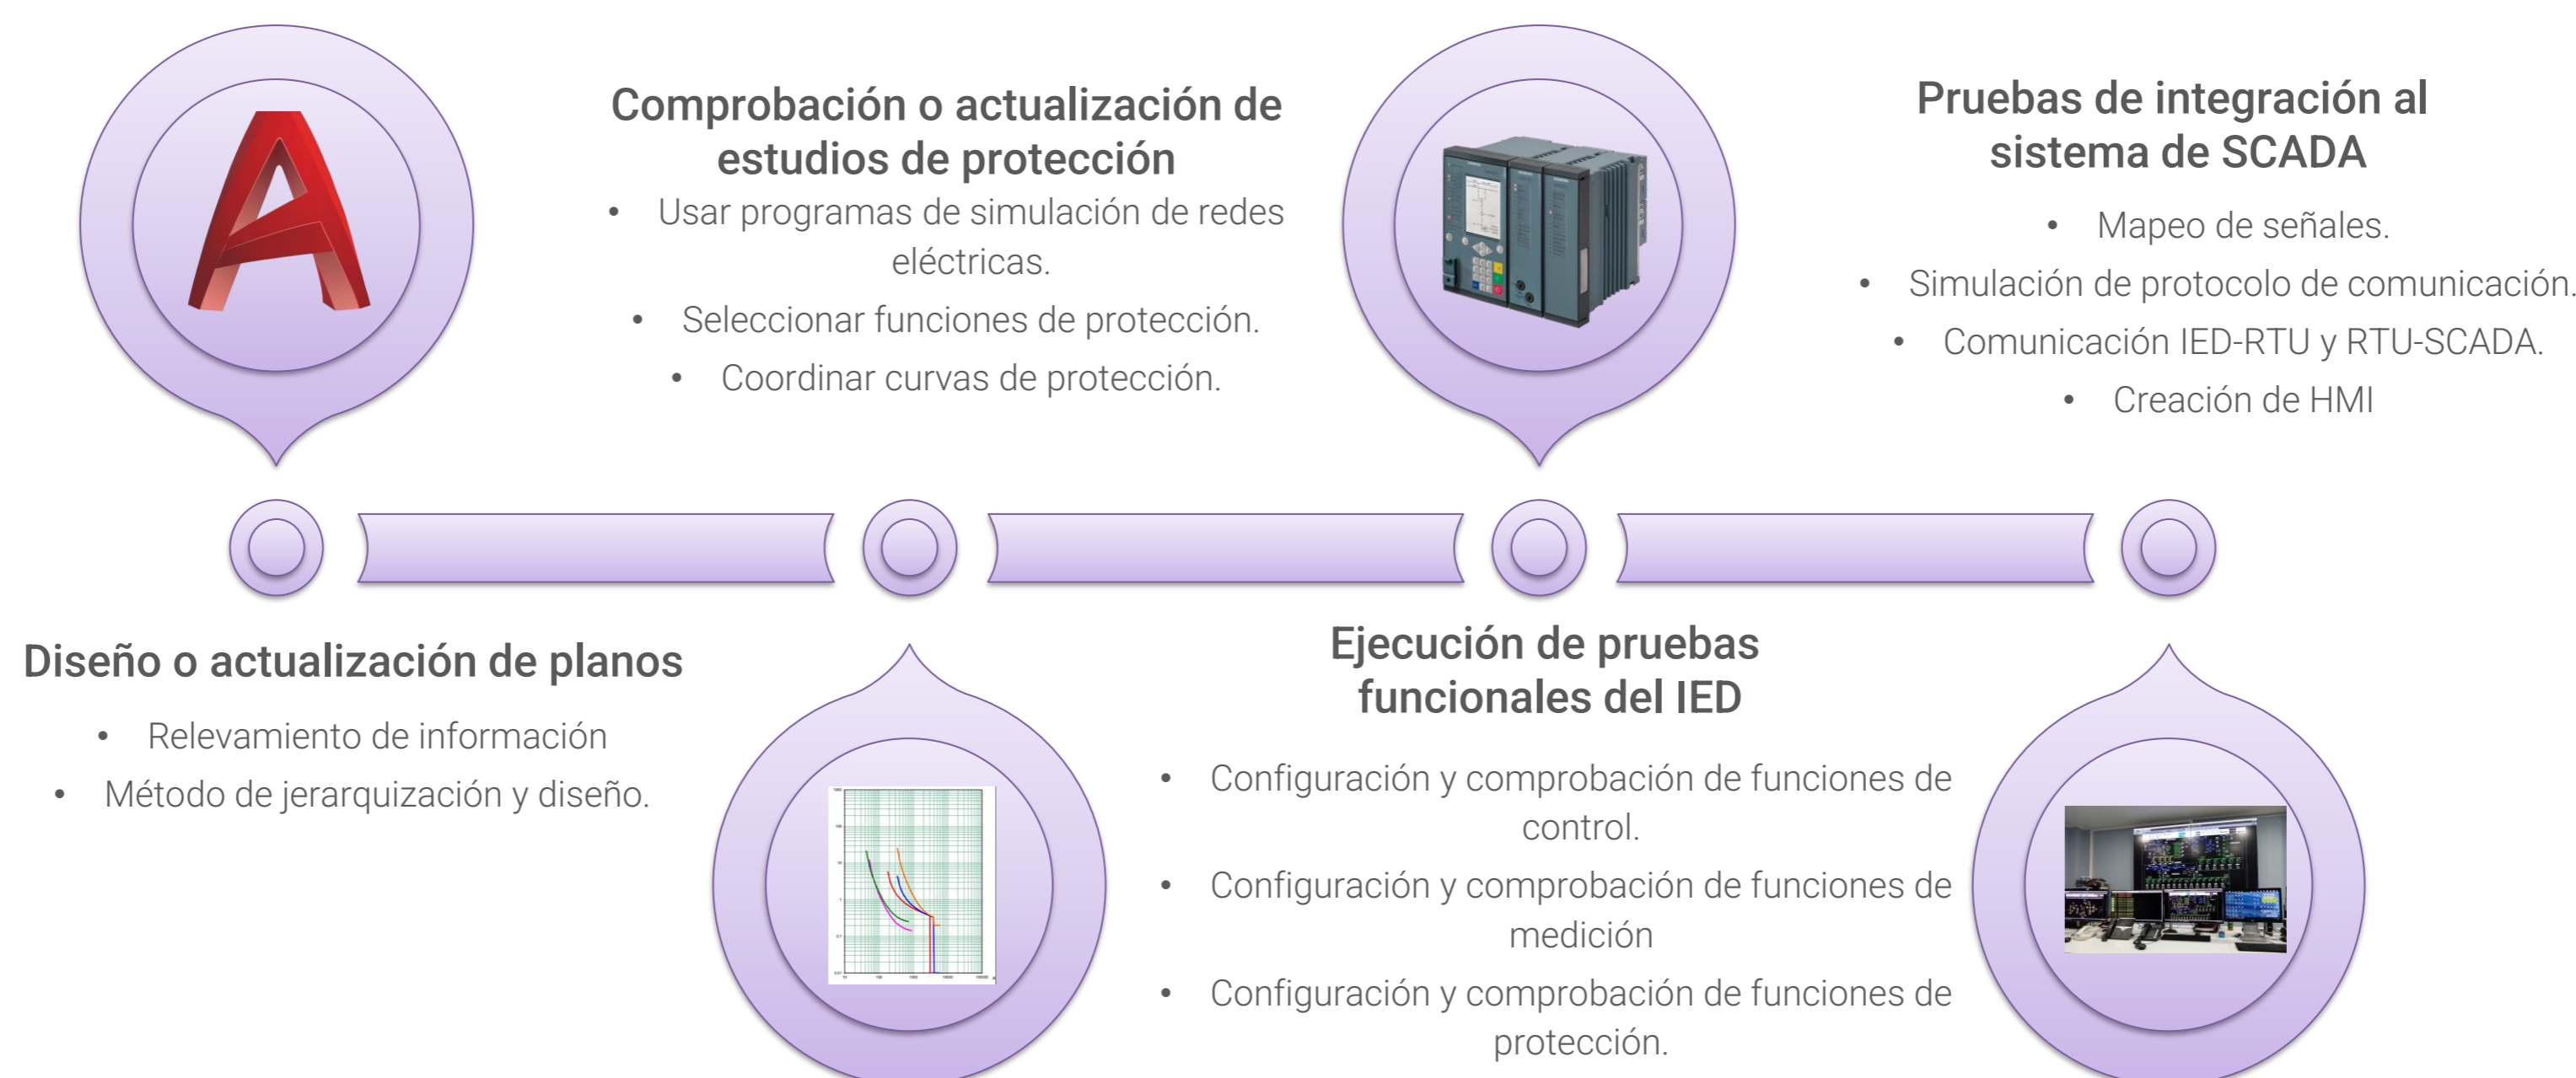 Diseño o actualización de planos
• Relevamiento de información
• Método de jerarquización y diseño.
Comprobación o actualización de
estudios de protección
• Usar programas de simulación de redes
eléctricas.
• Seleccionar funciones de protección.
• Coordinar curvas de protección.
Ejecución de pruebas
funcionales del IED
• Configuración y comprobación de funciones de
control.
• Configuración y comprobación de funciones de
medición
• Configuración y comprobación de funciones de
protección.
Pruebas de integración al
sistema de SCADA
• Mapeo de señales.
• Simulación de protocolo de comunicación.
• Comunicación IED-RTU y RTU-SCADA.
• Creación de HMI